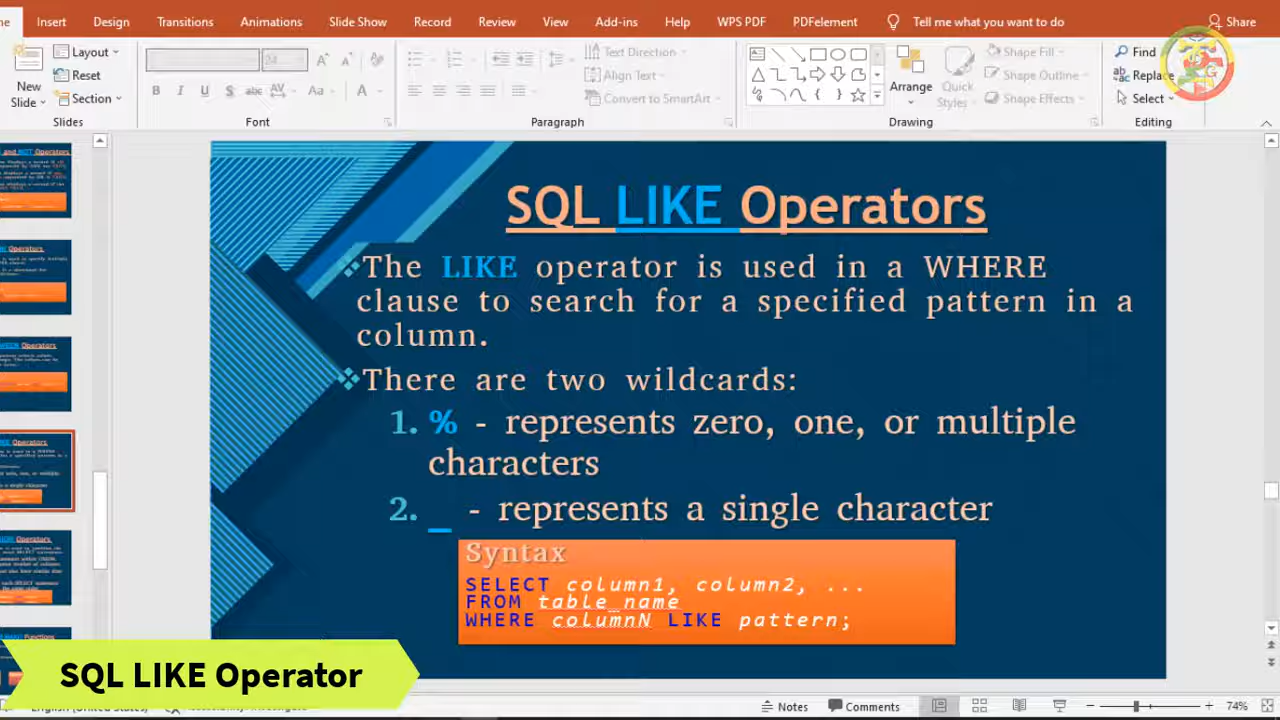 Insert Design Transitions Animations Slide Show Record Review View Add-ins Help WPS PDF PDFelement Tell me what you want to do Share
New Slide
Layout
Reset
Section
Slides
24
B I U S abc AV Aa A
Font
Text Direction
Align Text
Convert to SmartArt
Paragraph
Arrange
Quick Styles
Shape Fill
Shape Outline
Shape Effects
Drawing
Find
Replace
Select
Editing
SQL LIKE Operators
The LIKE operator is used in a WHERE
clause to search for a specified pattern in a
column.
There are two wildcards:
1. % - represents zero, one, or multiple
characters
2. _ - represents a single character
Syntax
SELECT column1, column2, ...
FROM table_name
WHERE columnN LIKE pattern;
SQL LIKE Operator
Notes Comments 74%